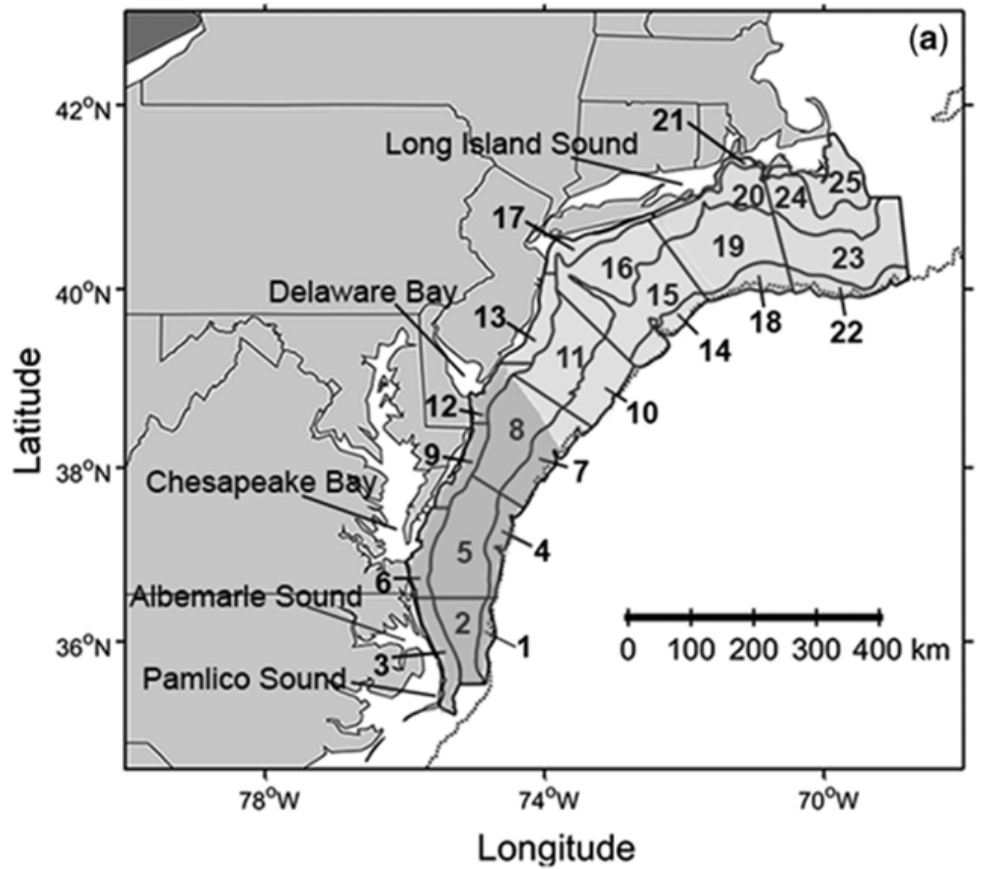 (a)
42°N
21
Long Island Sound
25
20 24
17
19
23
16
40°N
Delaware Bay
15
13
18
22
14
11
10
12
8
38°N
9
7
Chesapeake Bay
5
4
6
Albemarle Sound
2
36°N
1
3
0 100 200 300 400 km
Pamlico Sound
78°W 74°W 70°W
Latitude
Longitude